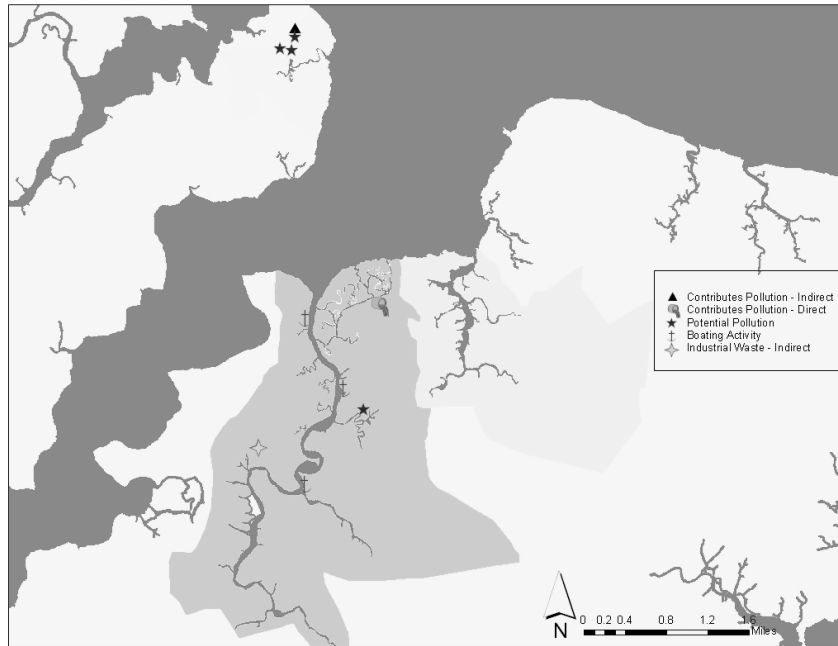 Contributes Pollution - Indirect
Contributes Pollution - Direct
Potential Pollution
Boating Activity
Industrial Waste - Indirect
N
0 0.2 0.4 0.8 1.2 1.6
Miles